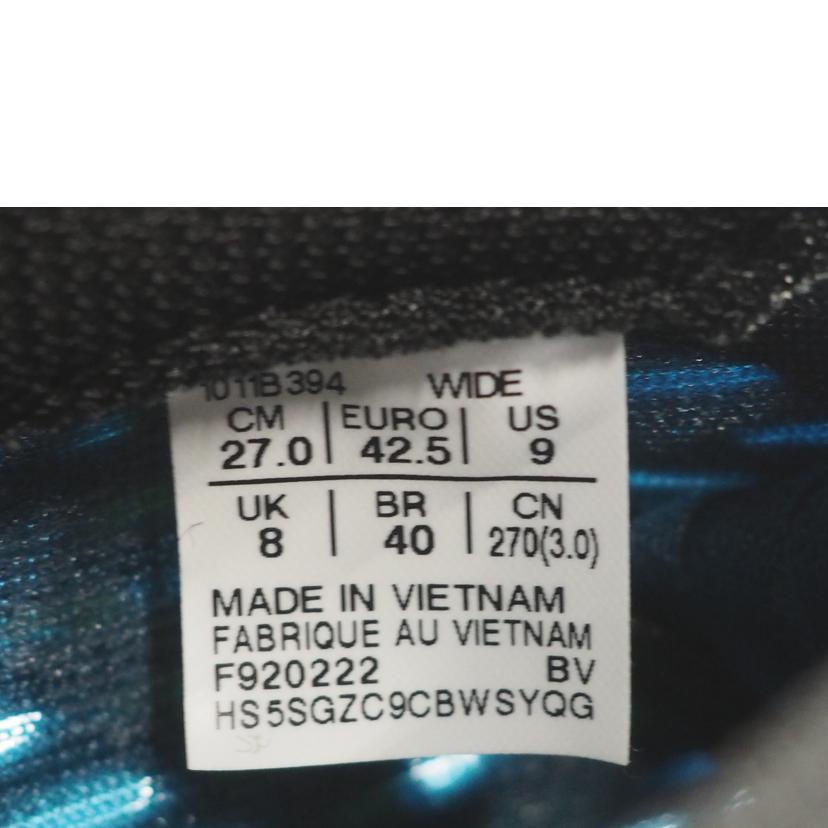 1011B394 WIDE
CM | EURO | US
27.0 | 42.5 | 9
UK | BR | CN
8 | 40 | 270(3.0)
MADE IN VIETNAM
FABRIQUE AU VIETNAM
F920222 BV
HS5SGZC9CBWSYQG